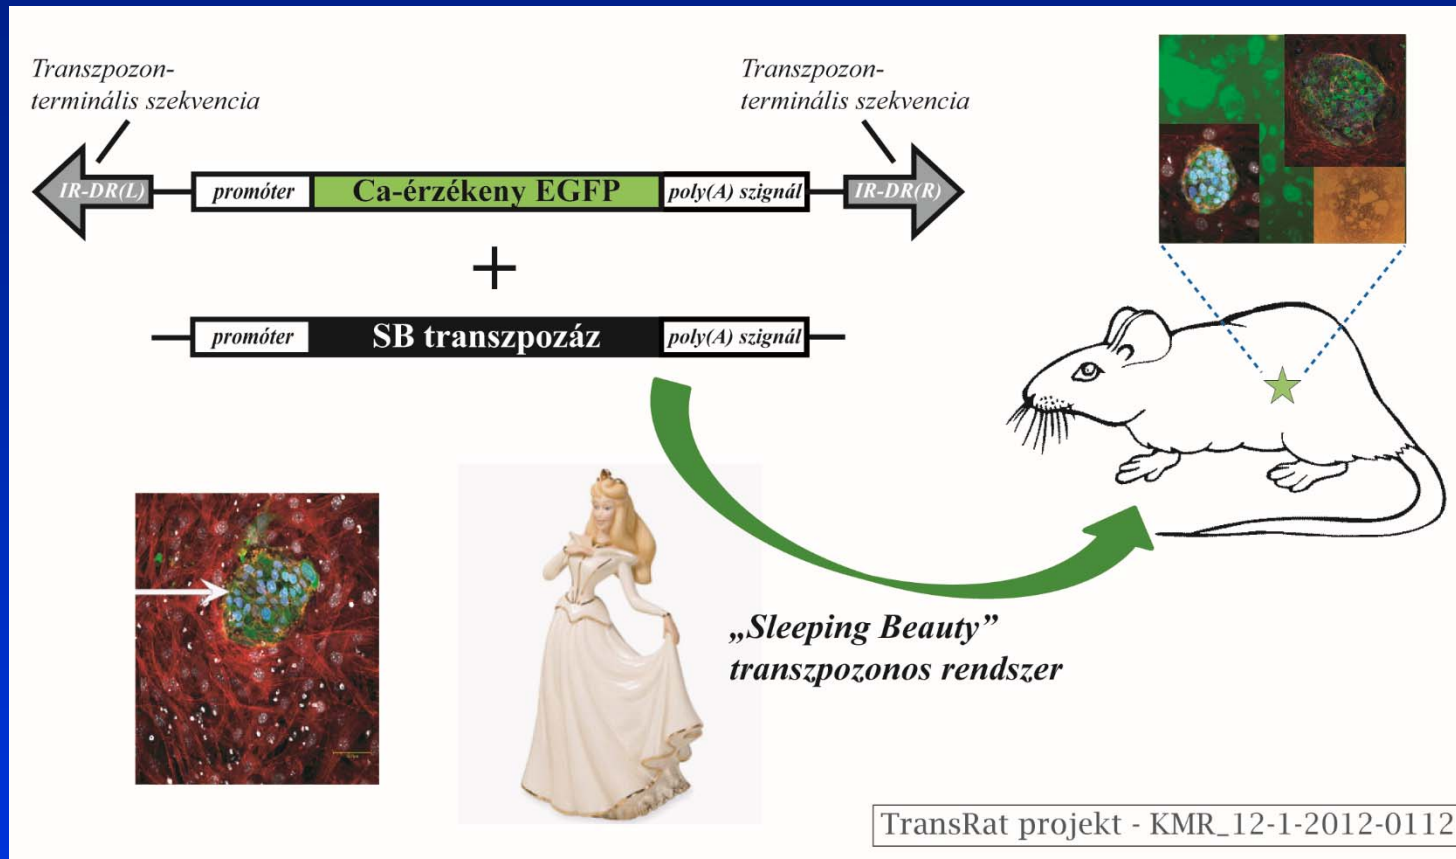 Transzpozon-
terminális szekvencia
Transzpozon-
terminális szekvencia
IR-DR(L)
promóter
Ca-érzékeny EGFP
poly(A) szignál
IR-DR(R)
+
promóter
SB transzpozáz
poly(A) szignál
„Sleeping Beauty”
transzpozonos rendszer
TransRat projekt - KMR_12-1-2012-0112